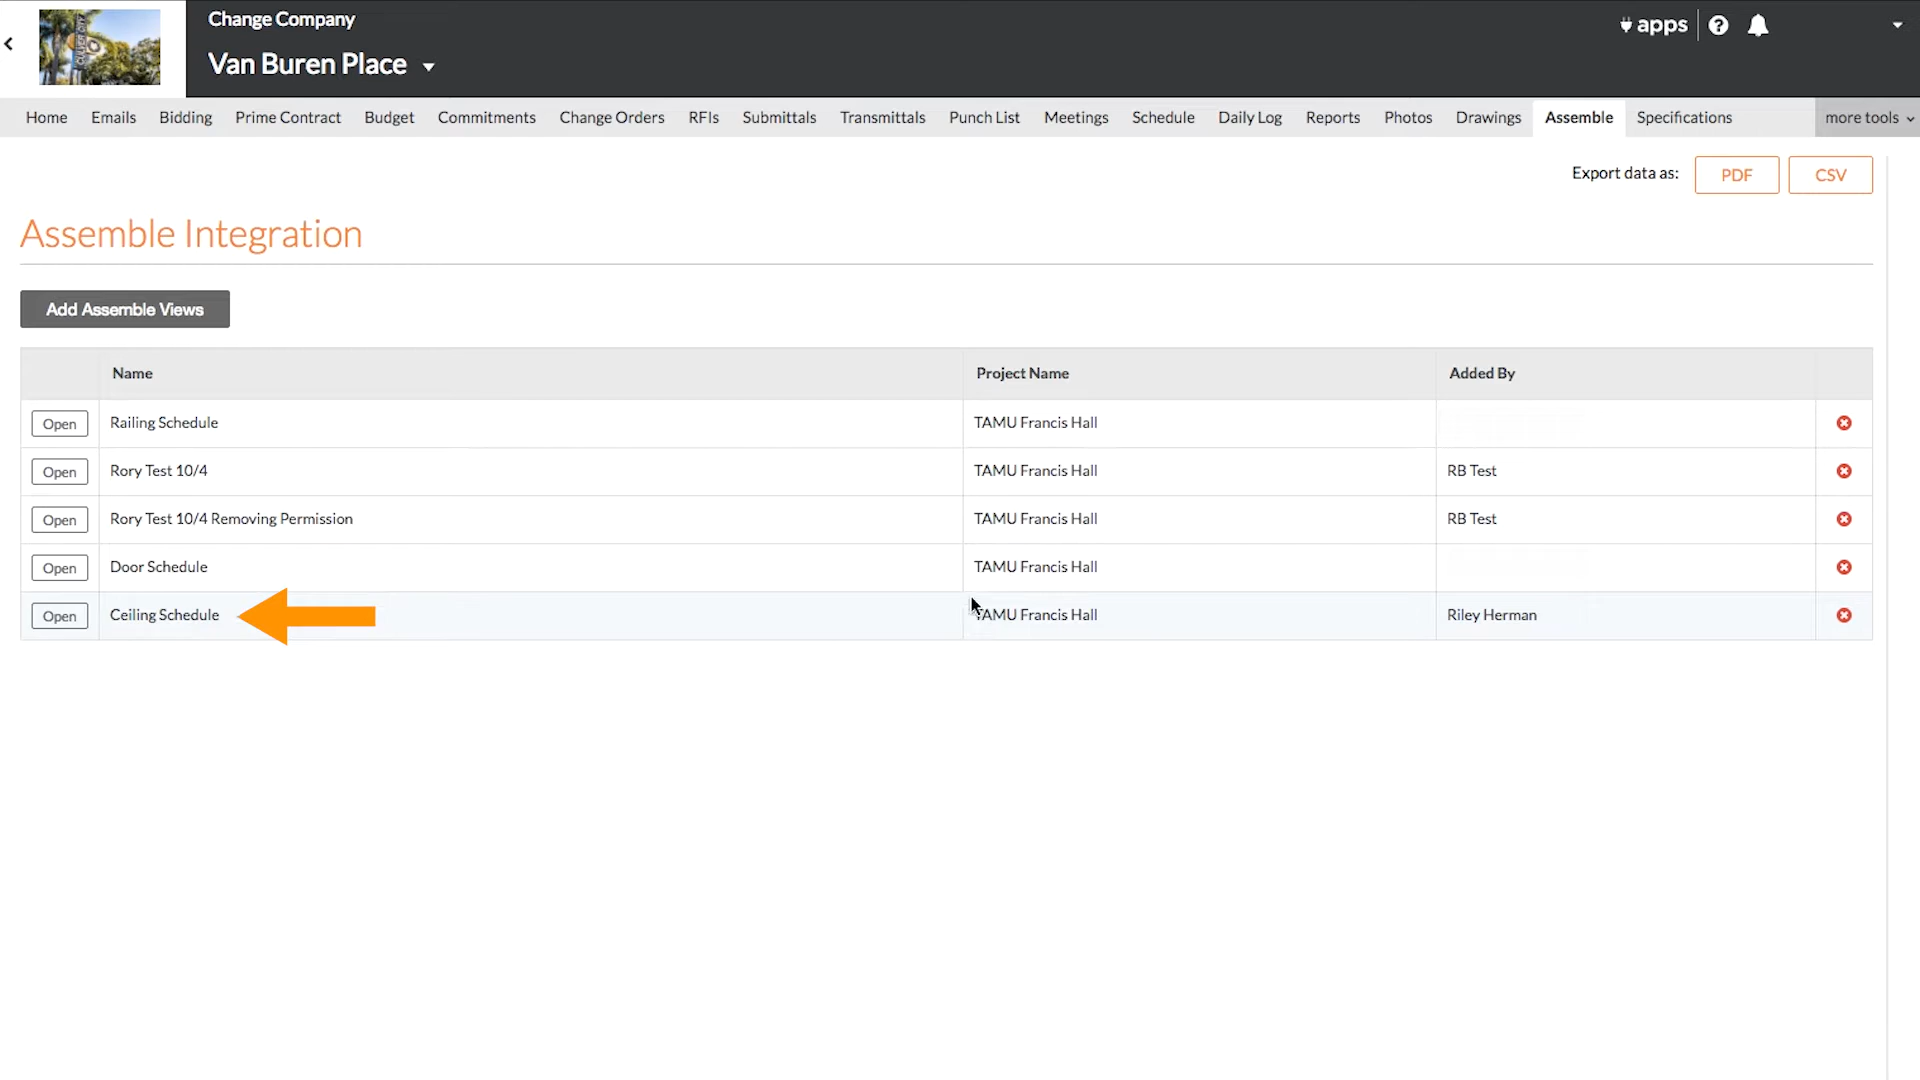 Change Company
Van Buren Place
apps
Home Emails Bidding Prime Contract Budget Commitments Change Orders RFIs Submittals Transmittals Punch List Meetings Schedule Daily Log Reports Photos Drawings Assemble Specifications more tools
Export data as: PDF CSV
Assemble Integration
Add Assemble Views
Name Project Name Added By
Open Railing Schedule TAMU Francis Hall
Open Rory Test 10/4 TAMU Francis Hall RB Test
Open Rory Test 10/4 Removing Permission TAMU Francis Hall RB Test
Open Door Schedule TAMU Francis Hall
Open Ceiling Schedule TAMU Francis Hall Riley Herman